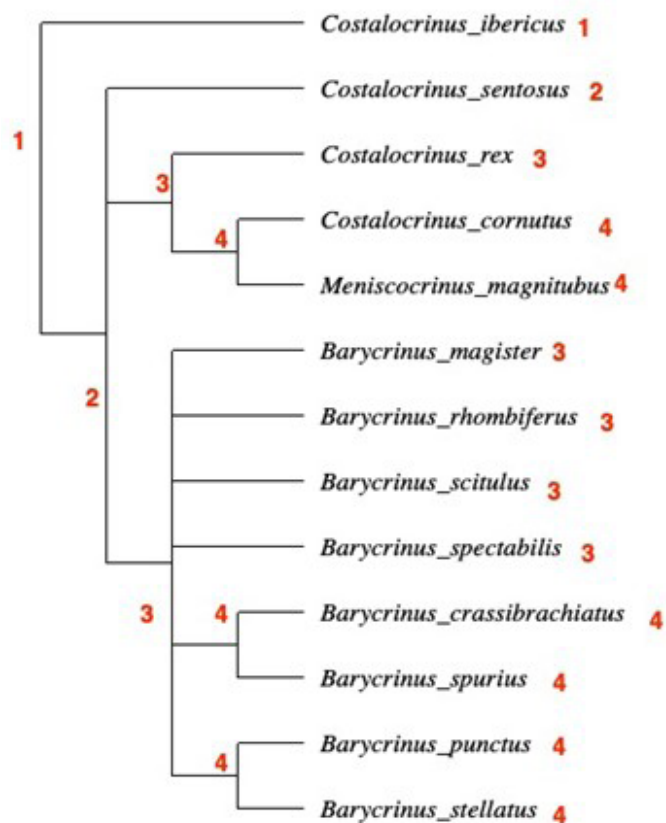 Costalocrinus_ibericus 1
Costalocrinus_sentosus 2
1
Costalocrinus_rex 3
3
Costalocrinus_cornutus 4
4
Meniscocrinus_magnitubus 4
Barycrinus_magister 3
2
Barycrinus_rhombiferus 3
Barycrinus_scitulus 3
Barycrinus_spectabilis 3
3
4
Barycrinus_crassibrachiatus 4
Barycrinus_spurius 4
Barycrinus_punctus 4
4
Barycrinus_stellatus 4